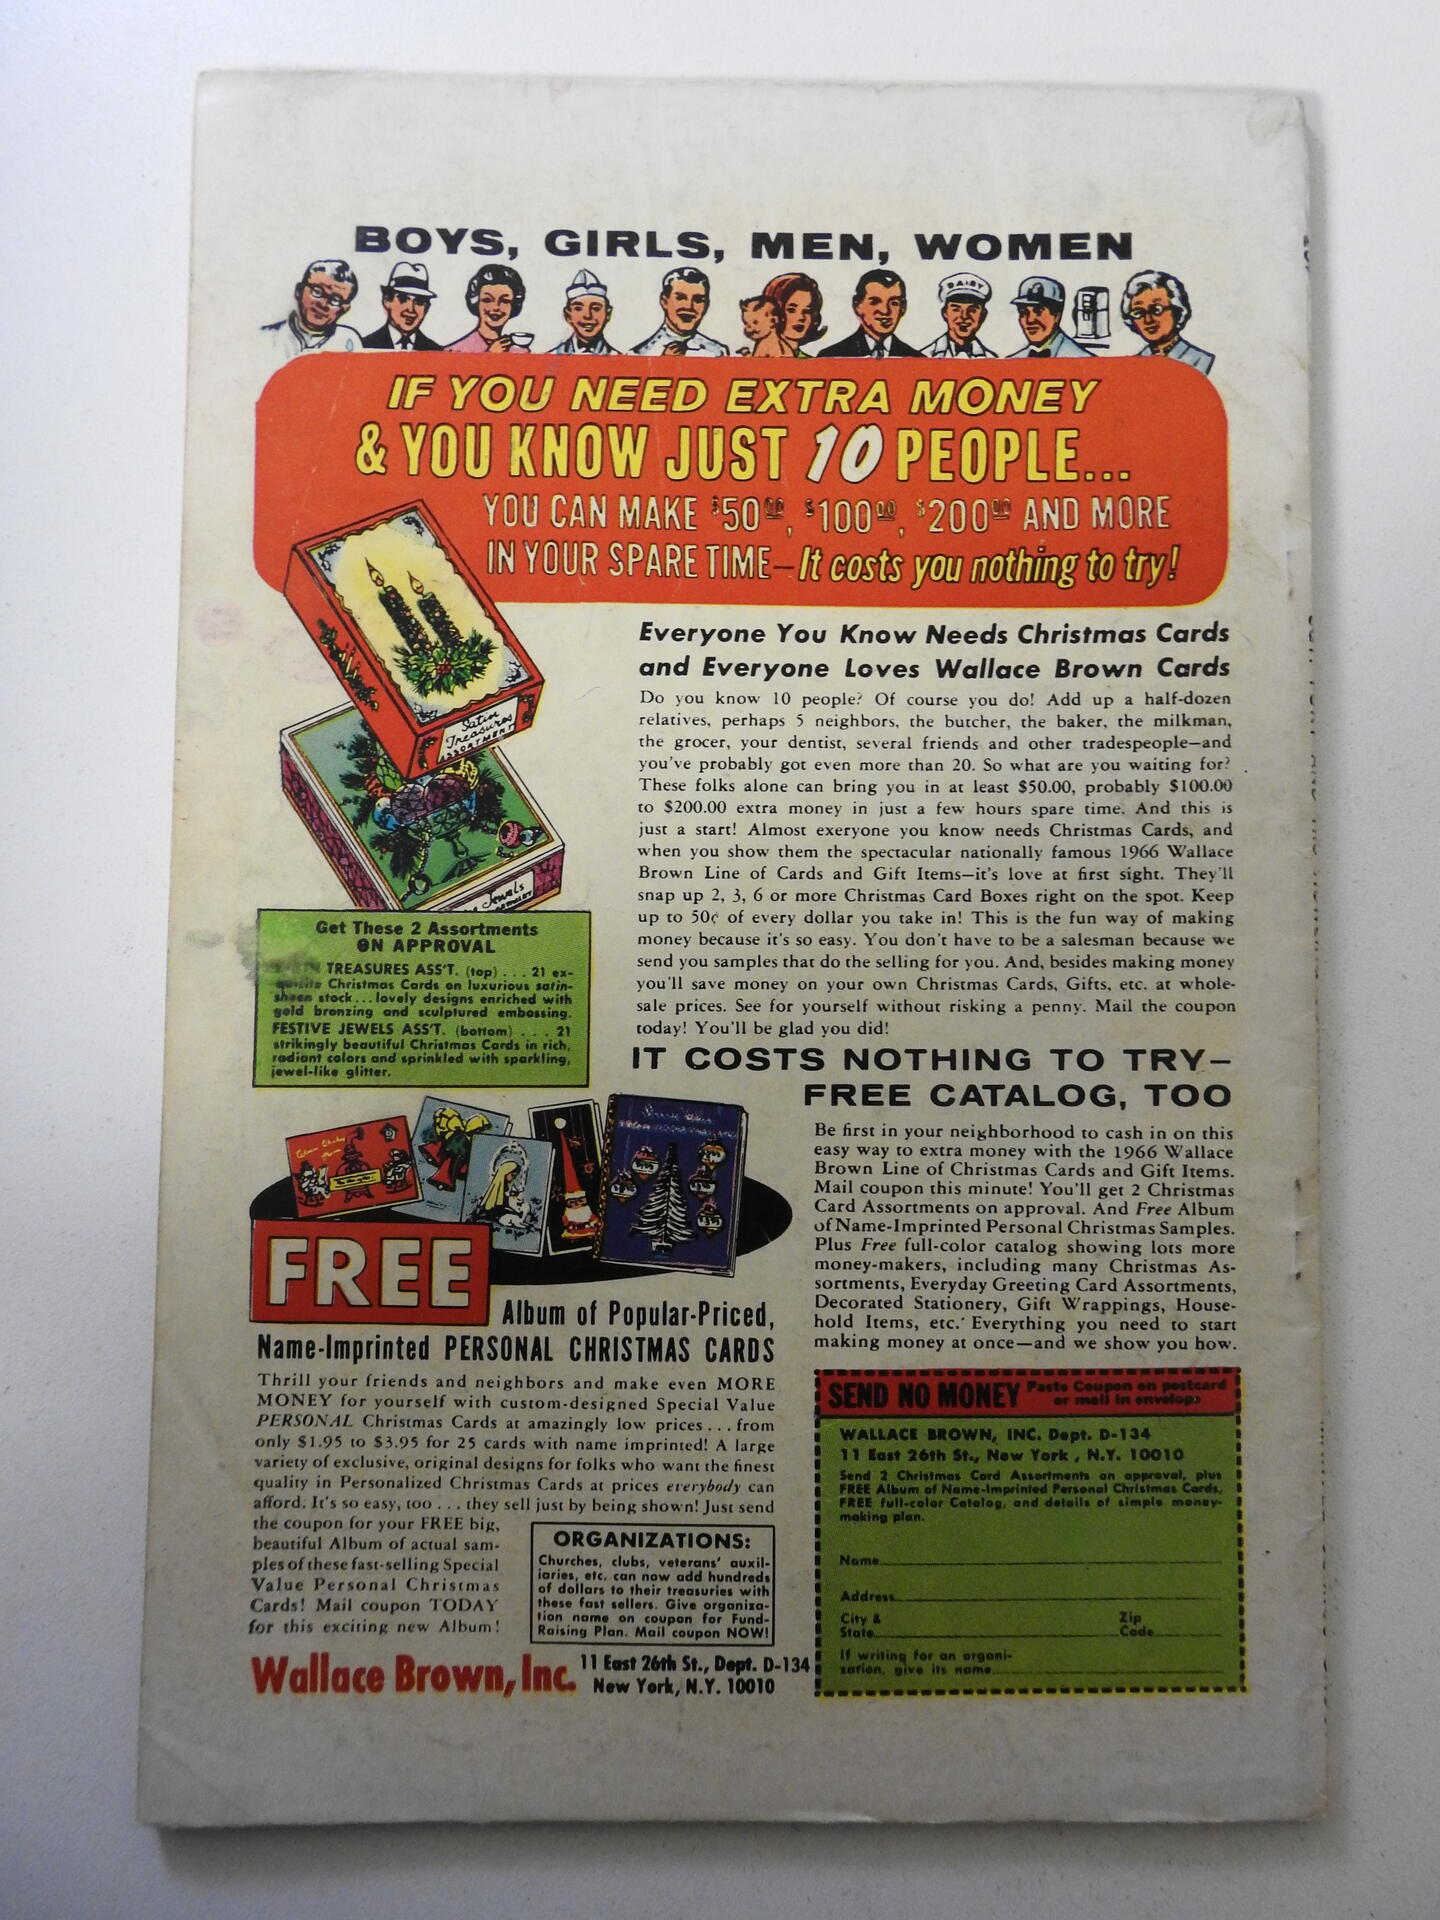 BOYS, GIRLS, MEN, WOMEN
DAIRY
IF YOU NEED EXTRA MONEY
& YOU KNOW JUST 10 PEOPLE...
YOU CAN MAKE $50.00, $100.00, $200.00 AND MORE
IN YOUR SPARE TIME—It costs you nothing to try!
Satin
Treasures
ASSORTMENT
Jewels
Get These 2 Assortments
ON APPROVAL
TREASURES ASS'T. (top) . . . 21 ex-
quisite Christmas Cards on luxurious satin-
sheen stock . . . lovely designs enriched with
gold bronzing and sculptured embossing.
FESTIVE JEWELS ASS'T. (bottom) . . . 21
strikingly beautiful Christmas Cards in rich,
radiant colors and sprinkled with sparkling,
jewel-like glitter.
Everyone You Know Needs Christmas Cards
and Everyone Loves Wallace Brown Cards
Do you know 10 people? Of course you do! Add up a half-dozen
relatives, perhaps 5 neighbors, the butcher, the baker, the milkman,
the grocer, your dentist, several friends and other tradespeople—and
you've probably got even more than 20. So what are you waiting for?
These folks alone can bring you in at least $50.00, probably $100.00
to $200.00 extra money in just a few hours spare time. And this is
just a start! Almost exeryone you know needs Christmas Cards, and
when you show them the spectacular nationally famous 1966 Wallace
Brown Line of Cards and Gift Items—it's love at first sight. They'll
snap up 2, 3, 6 or more Christmas Card Boxes right on the spot. Keep
up to 50¢ of every dollar you take in! This is the fun way of making
money because it's so easy. You don't have to be a salesman because we
send you samples that do the selling for you. And, besides making money
you'll save money on your own Christmas Cards, Gifts, etc. at whole-
sale prices. See for yourself without risking a penny. Mail the coupon
today! You'll be glad you did!
IT COSTS NOTHING TO TRY—
FREE CATALOG, TOO
Be first in your neighborhood to cash in on this
easy way to extra money with the 1966 Wallace
Brown Line of Christmas Cards and Gift Items.
Mail coupon this minute! You'll get 2 Christmas
Card Assortments on approval. And Free Album
of Name-Imprinted Personal Christmas Samples.
Plus Free full-color catalog showing lots more
money-makers, including many Christmas As-
sortments, Everyday Greeting Card Assortments,
Decorated Stationery, Gift Wrappings, House-
hold Items, etc. Everything you need to start
making money at once—and we show you how.
FREE
Album of Popular-Priced,
Name-Imprinted PERSONAL CHRISTMAS CARDS
Thrill your friends and neighbors and make even MORE
MONEY for yourself with custom-designed Special Value
PERSONAL Christmas Cards at amazingly low prices . . . from
only $1.95 to $3.95 for 25 cards with name imprinted! A large
variety of exclusive, original designs for folks who want the finest
quality in Personalized Christmas Cards at prices everybody can
afford. It's so easy, too . . . they sell just by being shown! Just send
the coupon for your FREE big,
beautiful Album of actual sam-
ples of these fast-selling Special
Value Personal Christmas
Cards! Mail coupon TODAY
for this exciting new Album!
ORGANIZATIONS:
Churches, clubs, veterans' auxil-
iaries, etc. can now add hundreds
of dollars to their treasuries with
these fast sellers. Give organiza-
tion name on coupon for Fund-
Raising Plan. Mail coupon NOW!
Wallace Brown, Inc. 11 East 26th St., Dept. D-134
New York, N.Y. 10010
SEND NO MONEY Paste Coupon on postcard
or mail in envelope
WALLACE BROWN, INC. Dept. D-134
11 East 26th St., New York, N.Y. 10010
Send 2 Christmas Card Assortments on approval, plus
FREE Album of Name-Imprinted Personal Christmas Cards,
FREE full-color Catalog, and details of simple money-
making plan.
Name
Address
City & Zip
State Code
If writing for an organi-
zation, give its name